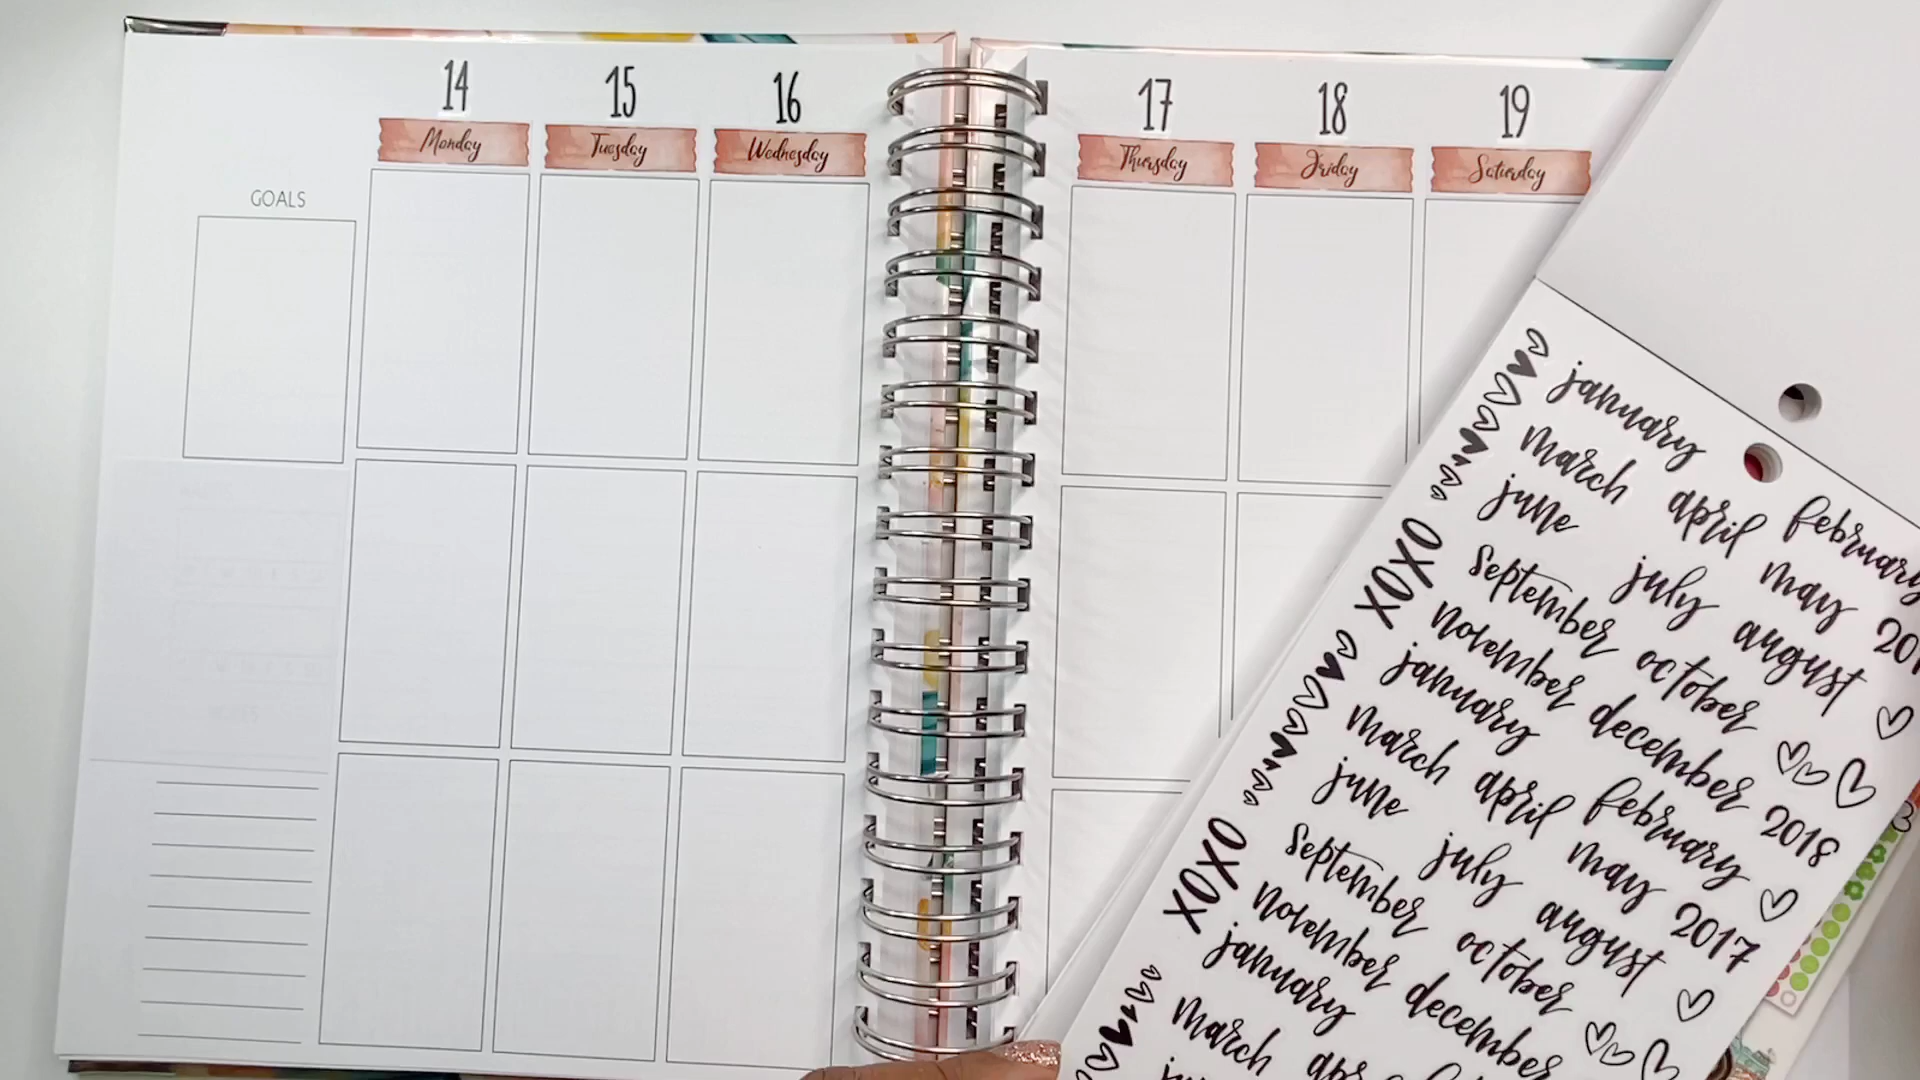 14 15 16 17 18 19
Monday Tuesday Wednesday Thursday Friday Saturday
GOALS
january
march april february
june july may
september august
november october
january december 2018
march april february
june july may
september august 2017
november october
january december
march
XOXO
XOXO